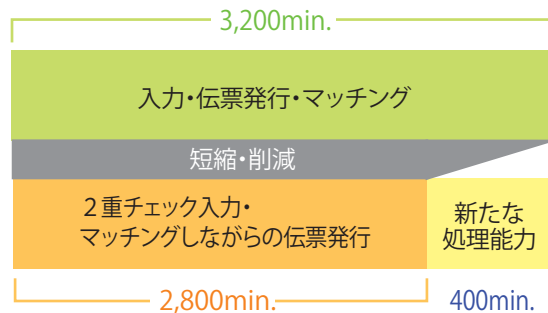 3,200min.
入力・伝票発行・マッチング
短縮・削減
２重チェック入力・
マッチングしながらの伝票発行
新たな
処理能力
2,800min.
400min.